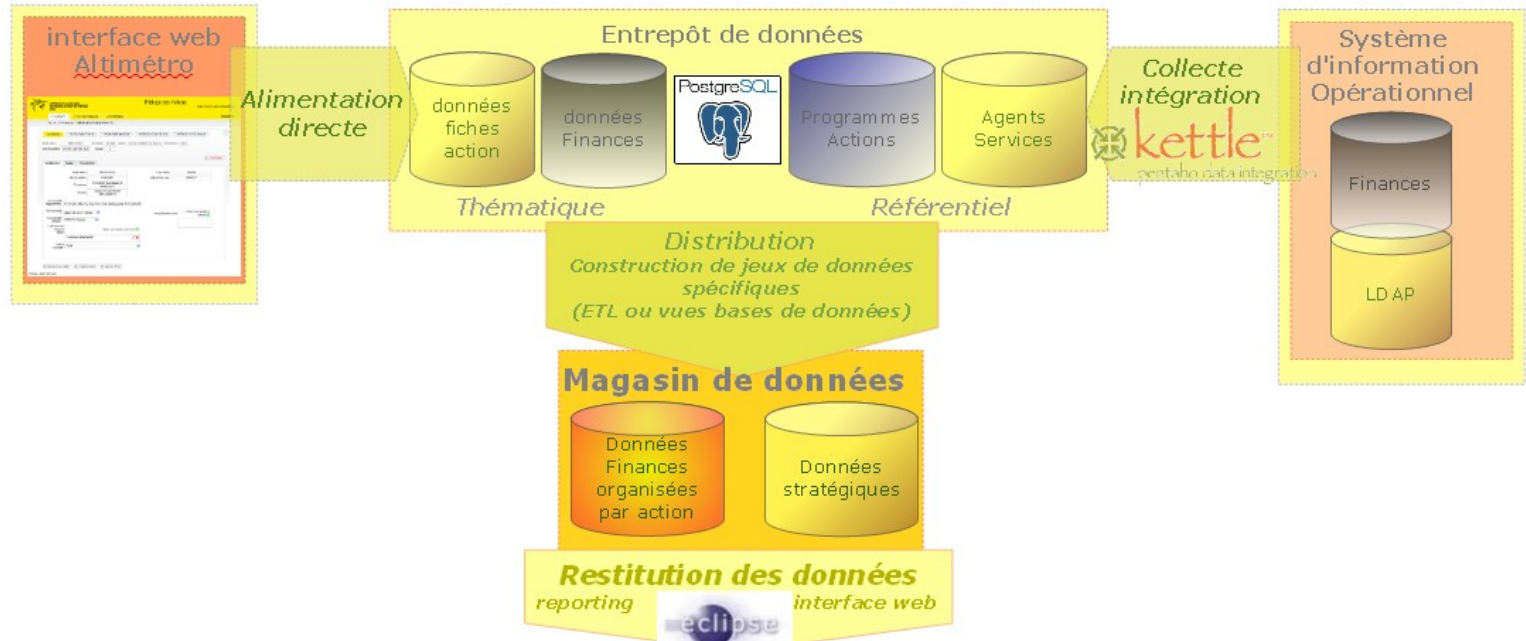 interface web
Altimétro
Alimentation
directe
Entrepôt de données
données
fiches
action
données
Finances
PostgreSQL
Programmes
Actions
Agents
Services
Thématique
Référentiel
Collecte
intégration
kettle
pentaho data integration
Système
d'information
Opérationnel
Finances
LDAP
Distribution
Construction de jeux de données
spécifiques
(ETL ou vues bases de données)
Magasin de données
Données
Finances
organisées
par action
Données
stratégiques
Restitution des données
reporting
interface web
eclipse